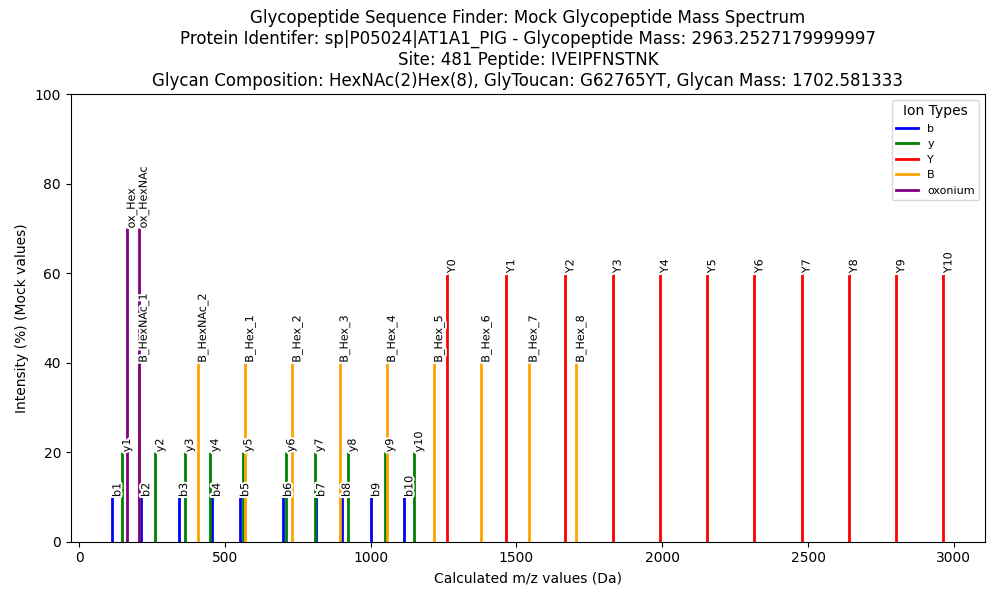 Glycopeptide Sequence Finder: Mock Glycopeptide Mass Spectrum
Protein Identifer: sp|P05024|AT1A1_PIG - Glycopeptide Mass: 2963.2527179999997
Site: 481 Peptide: IVEIPFNSTNK
Glycan Composition: HexNAc(2)Hex(8), GlyToucan: G62765YT, Glycan Mass: 1702.581333
Intensity (%) (Mock values)
100
80
60
40
20
0
Ion Types
b
y
Y
B
oxonium
ox_Hex
ox_HexNAc
Y0
Y1
Y2
Y3
Y4
Y5
Y6
Y7
Y8
Y9
Y10
B_HexNAc_1
B_HexNAc_2
B_Hex_1
B_Hex_2
B_Hex_3
B_Hex_4
B_Hex_5
B_Hex_6
B_Hex_7
B_Hex_8
y1
y2
y3
y4
y5
y6
y7
y8
y9
y10
b1
b2
b3
b4
b5
b6
b7
b8
b9
b10
0
500
1000
1500
2000
2500
3000
Calculated m/z values (Da)